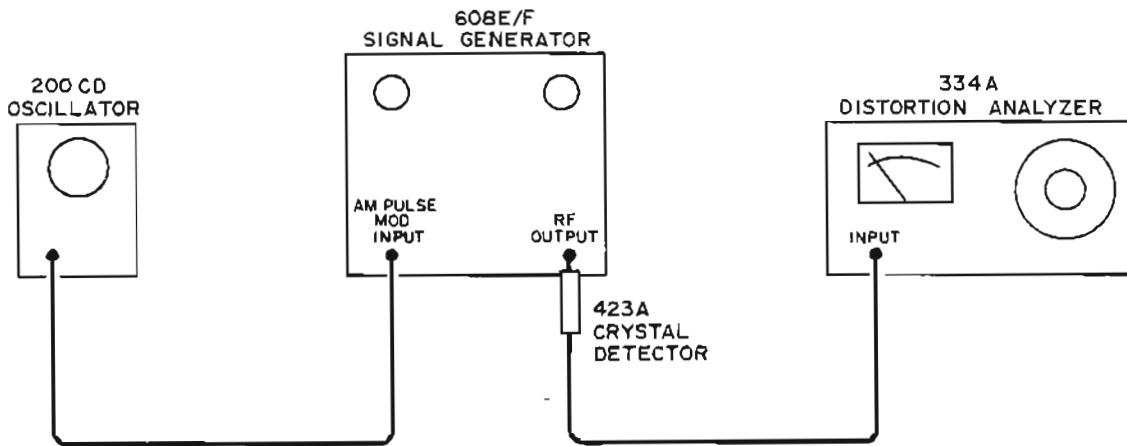 200 CD
OSCILLATOR
608E/F
SIGNAL GENERATOR
AM PULSE
MOD
INPUT
RF
OUTPUT
423A
CRYSTAL
DETECTOR
334A
DISTORTION ANALYZER
INPUT